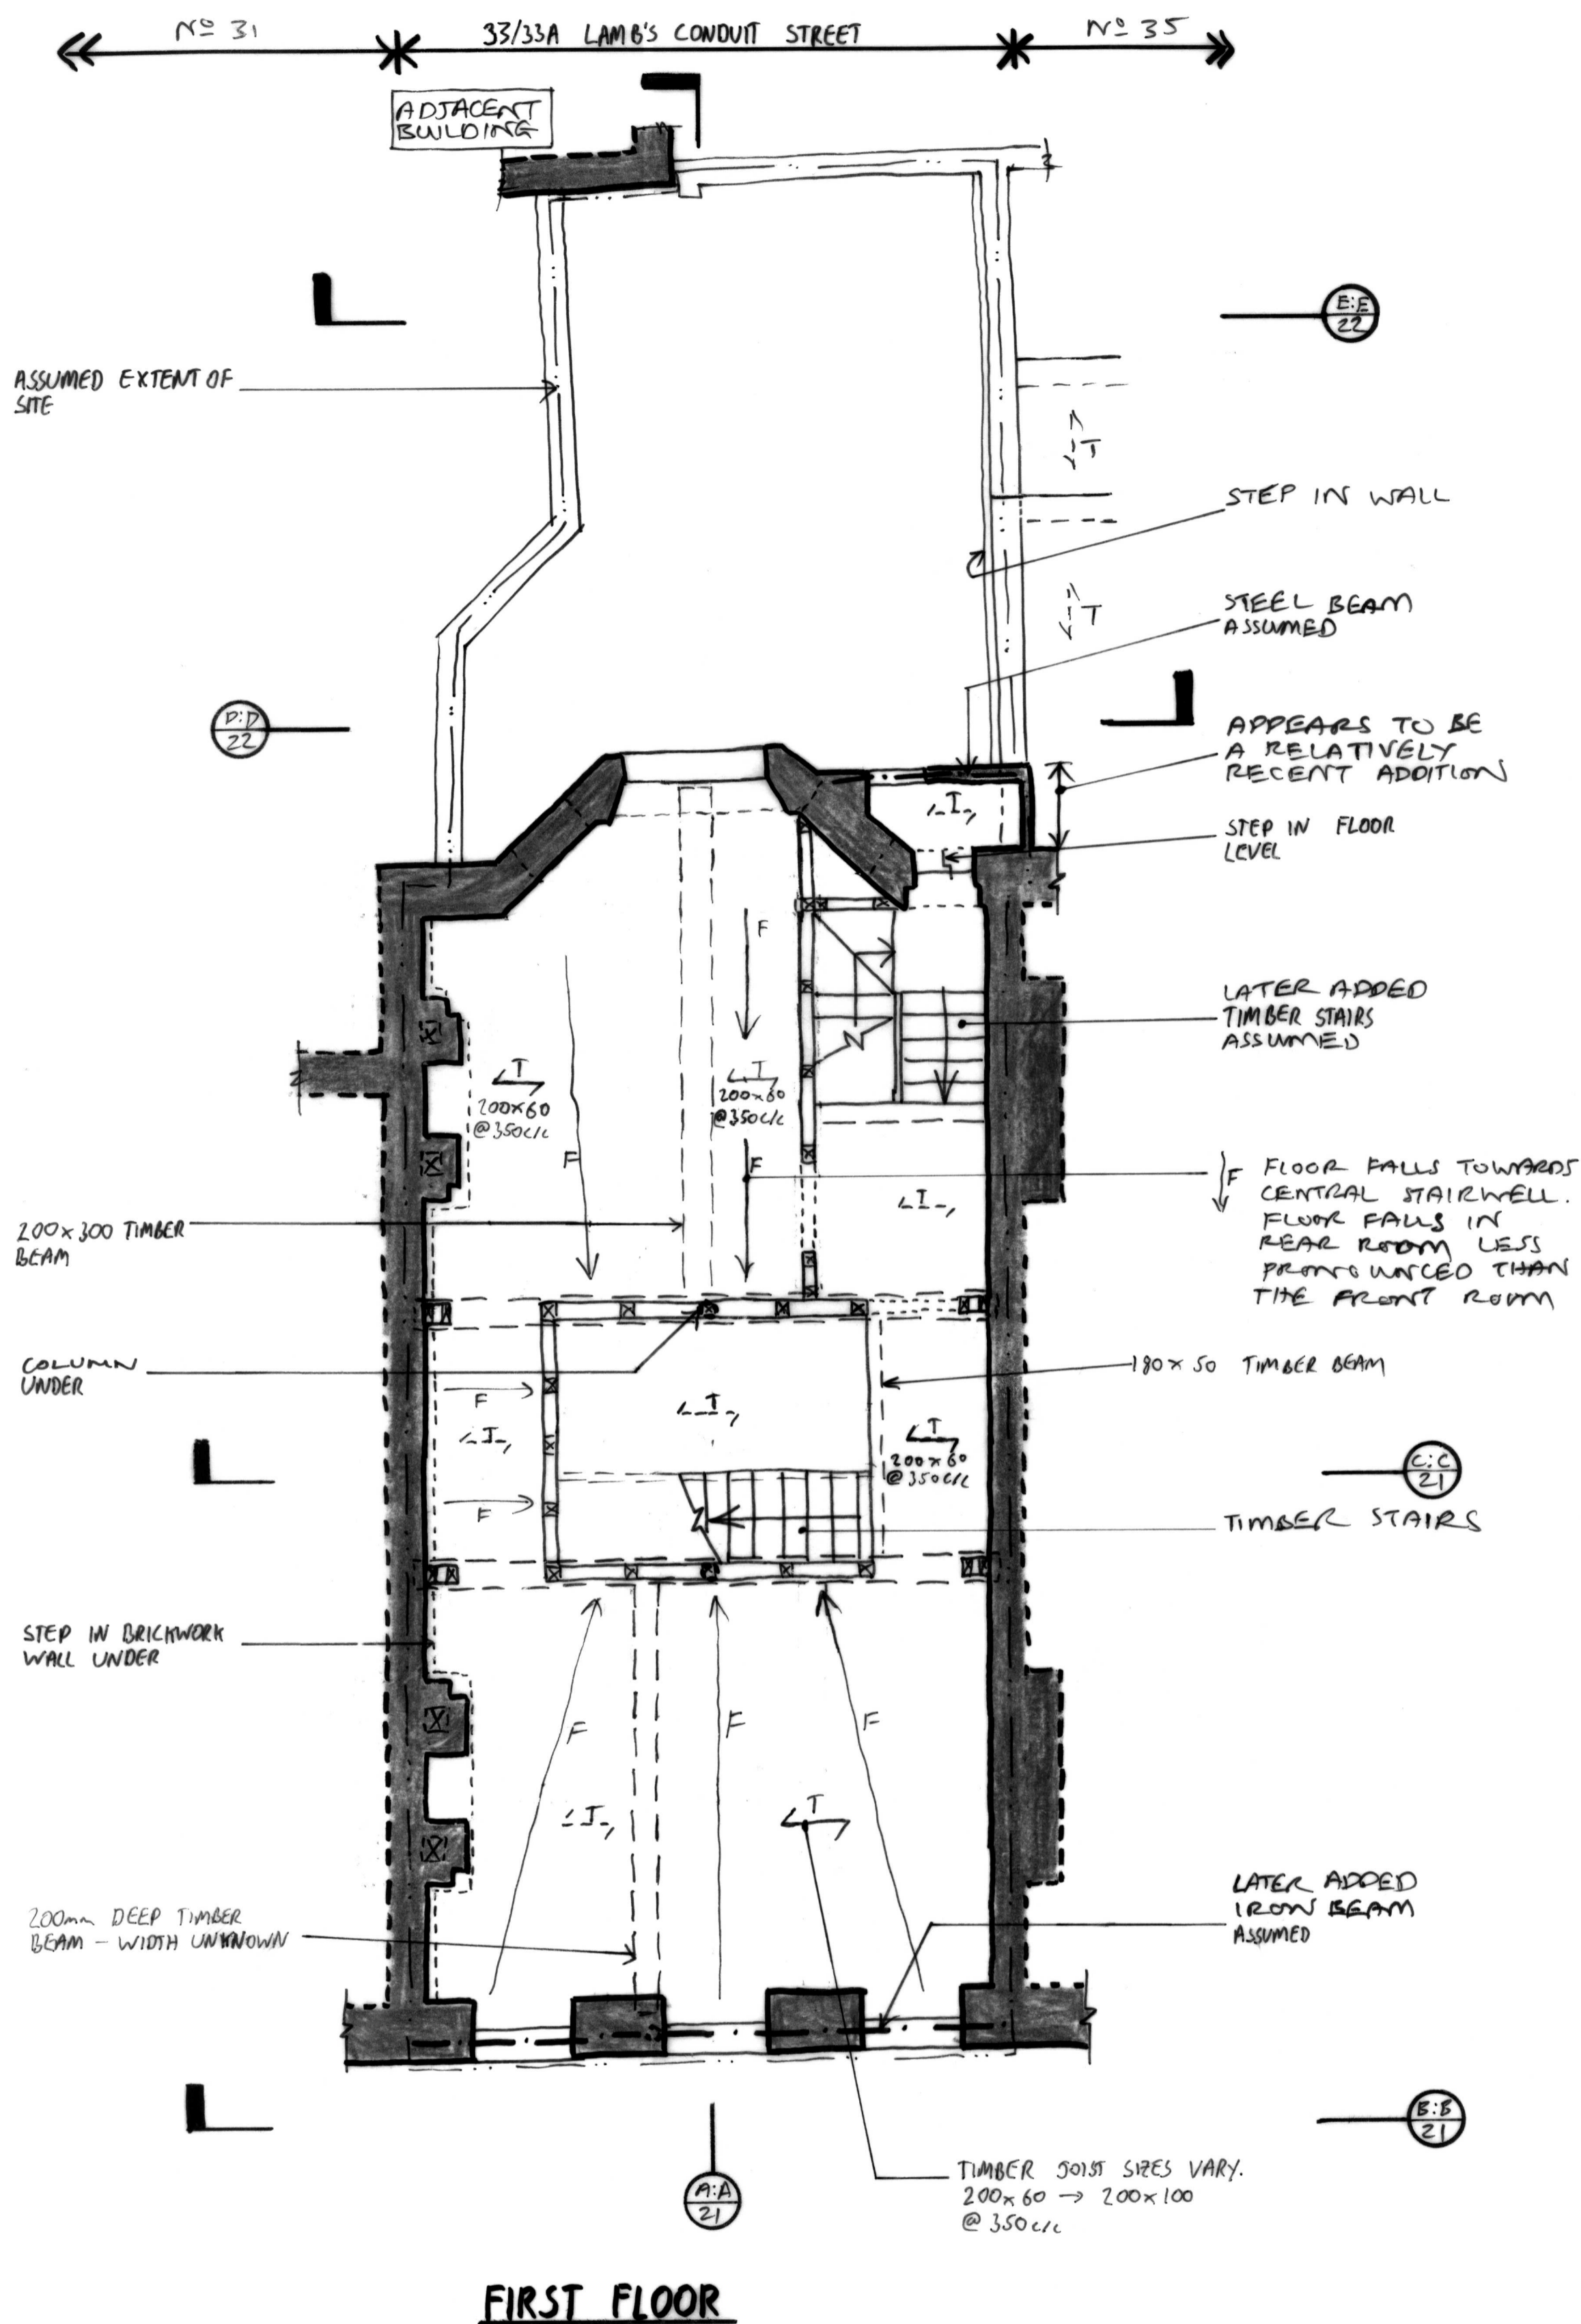 Nº 31
33/33A LAMB'S CONDUIT STREET
Nº 35
ADJACENT
BUILDING
E:E
22
ASSUMED EXTENT OF
SITE
T
STEP IN WALL
T
STEEL BEAM
ASSUMED
D:D
22
APPEARS TO BE
A RELATIVELY
RECENT ADDITION
T
STEP IN FLOOR
LEVEL
F
LATER ADDED
TIMBER STAIRS
ASSUMED
T
200x60
@350c/c
T
200x60
@350c/c
F
F
F FLOOR FALLS TOWARDS
CENTRAL STAIRWELL.
FLOOR FALLS IN
REAR ROOM LESS
PRONOUNCED THAN
THE FRONT ROOM
T
200x300 TIMBER
BEAM
COLUMN
UNDER
180x50 TIMBER BEAM
F
T
T
T
200x60
@350c/c
C:C
21
F
TIMBER STAIRS
STEP IN BRICKWORK
WALL UNDER
F
F
F
T
T
LATER ADDED
IRON BEAM
ASSUMED
200mm DEEP TIMBER
BEAM - WIDTH UNKNOWN
B:B
21
A:A
21
TIMBER JOIST SIZES VARY.
200x60 → 200x100
@350c/c
FIRST FLOOR